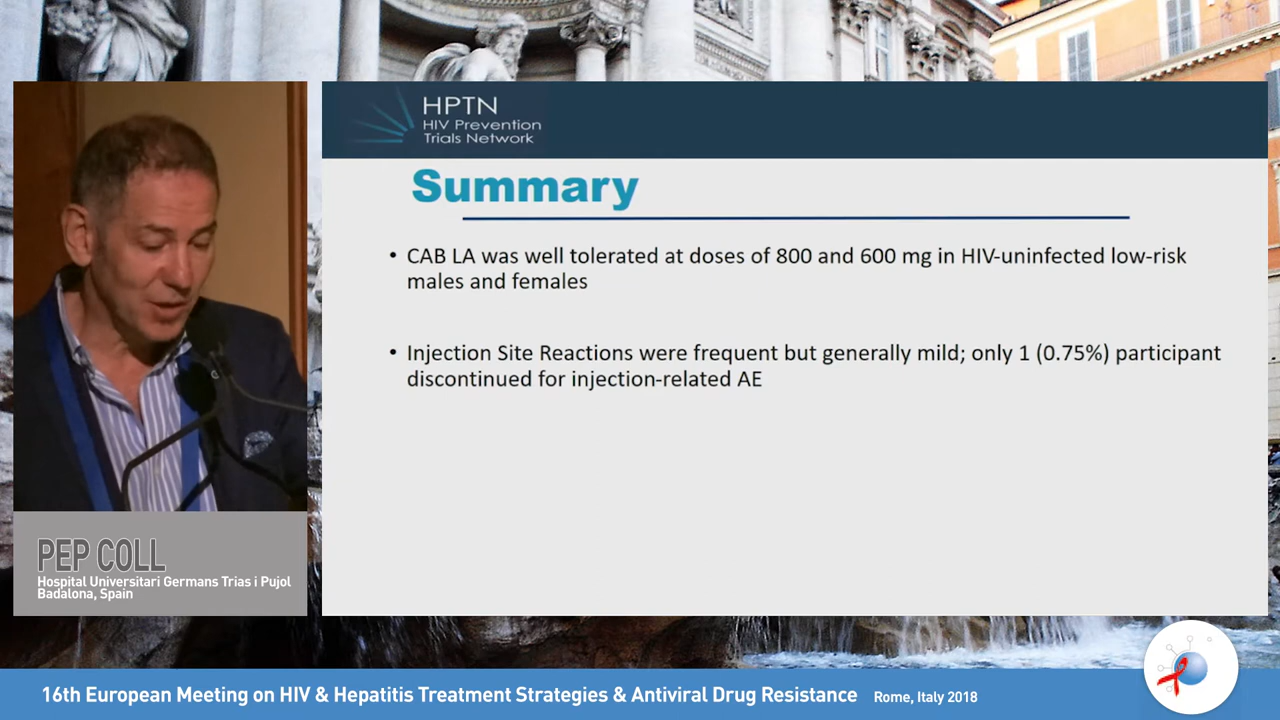 HPTN
HIV Prevention
Trials Network
Summary
• CAB LA was well tolerated at doses of 800 and 600 mg in HIV-uninfected low-risk
males and females
• Injection Site Reactions were frequent but generally mild; only 1 (0.75%) participant
discontinued for injection-related AE
PEP COLL
Hospital Universitari Germans Trias i Pujol
Badalona, Spain
16th European Meeting on HIV & Hepatitis Treatment Strategies & Antiviral Drug Resistance Rome, Italy 2018